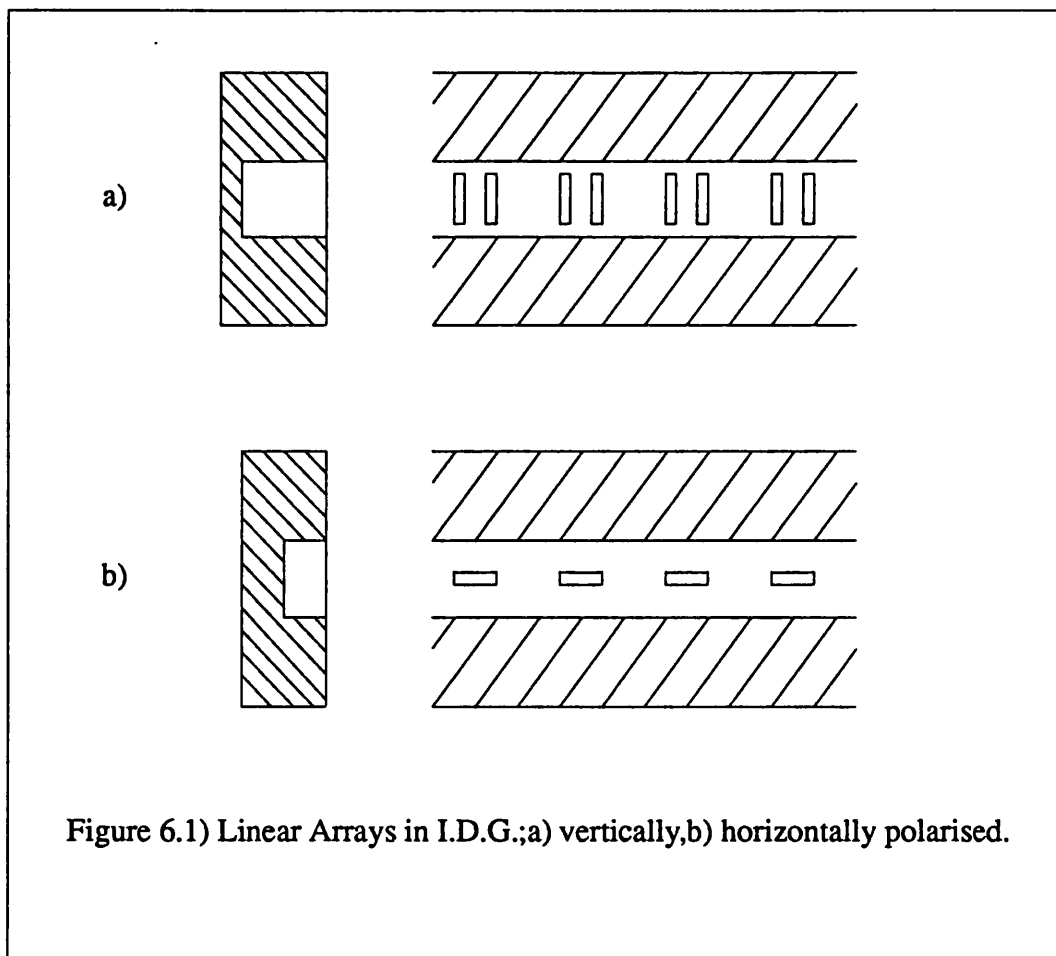 a)
b)
Figure 6.1) Linear Arrays in I.D.G.;a) vertically,b) horizontally polarised.